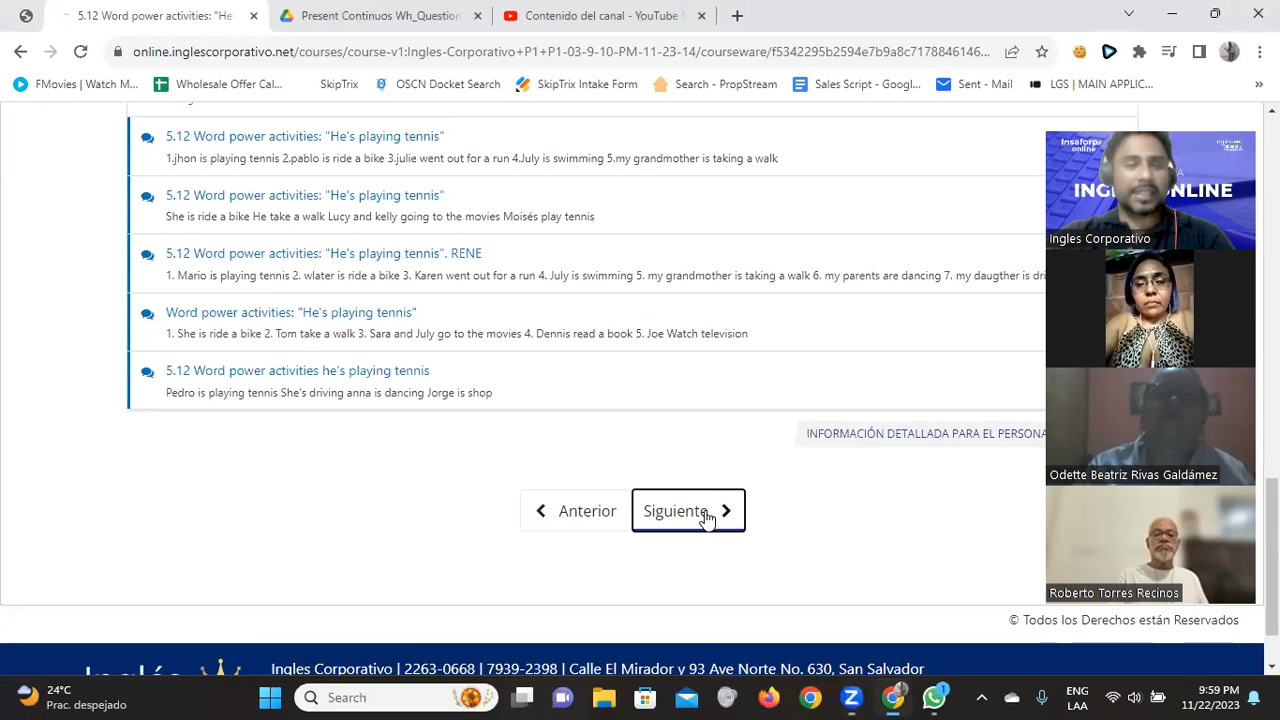 5.12 Word power activities: "He'
Present Continuos Wh_Question
Contenido del canal - YouTube S
online.inglescorporativo.net/courses/course-v1:Ingles-Corporativo+P1+P1-03-9-10-PM-11-23-14/courseware/f5342295b2594e7b9a8c7178846146...
FMovies | Watch M...
Wholesale Offer Cal...
SkipTrix
OSCN Docket Search
SkipTrix Intake Form
Search - PropStream
Sales Script - Googl...
Sent - Mail
LGS | MAIN APPLIC...
»
5.12 Word power activities: "He's playing tennis"
1.jhon is playing tennis 2.pablo is ride a bike 3.julie went out for a run 4.July is swimming 5.my grandmother is taking a walk
5.12 Word power activities: "He's playing tennis"
She is ride a bike He take a walk Lucy and kelly going to the movies Moisés play tennis
5.12 Word power activities: "He's playing tennis". RENE
1. Mario is playing tennis 2. wlater is ride a bike 3. Karen went out for a run 4. July is swimming 5. my grandmother is taking a walk 6. my parents are dancing 7. my daugther is dri
Word power activities: "He's playing tennis"
1. She is ride a bike 2. Tom take a walk 3. Sara and July go to the movies 4. Dennis read a book 5. Joe Watch television
5.12 Word power activities he's playing tennis
Pedro is playing tennis She's driving anna is dancing Jorge is shop
INFORMACIÓN DETALLADA PARA EL PERSONA
Anterior
Siguiente
Ingles Corporativo
Odette Beatriz Rivas Galdámez
Roberto Torres Recinos
© Todos los Derechos están Reservados
Ingles Corporativo | 2263-0668 | 7939-2398 | Calle El Mirador y 93 Ave Norte No. 630, San Salvador
24°C
Prac. despejado
Search
1
ENG
LAA
9:59 PM
11/22/2023